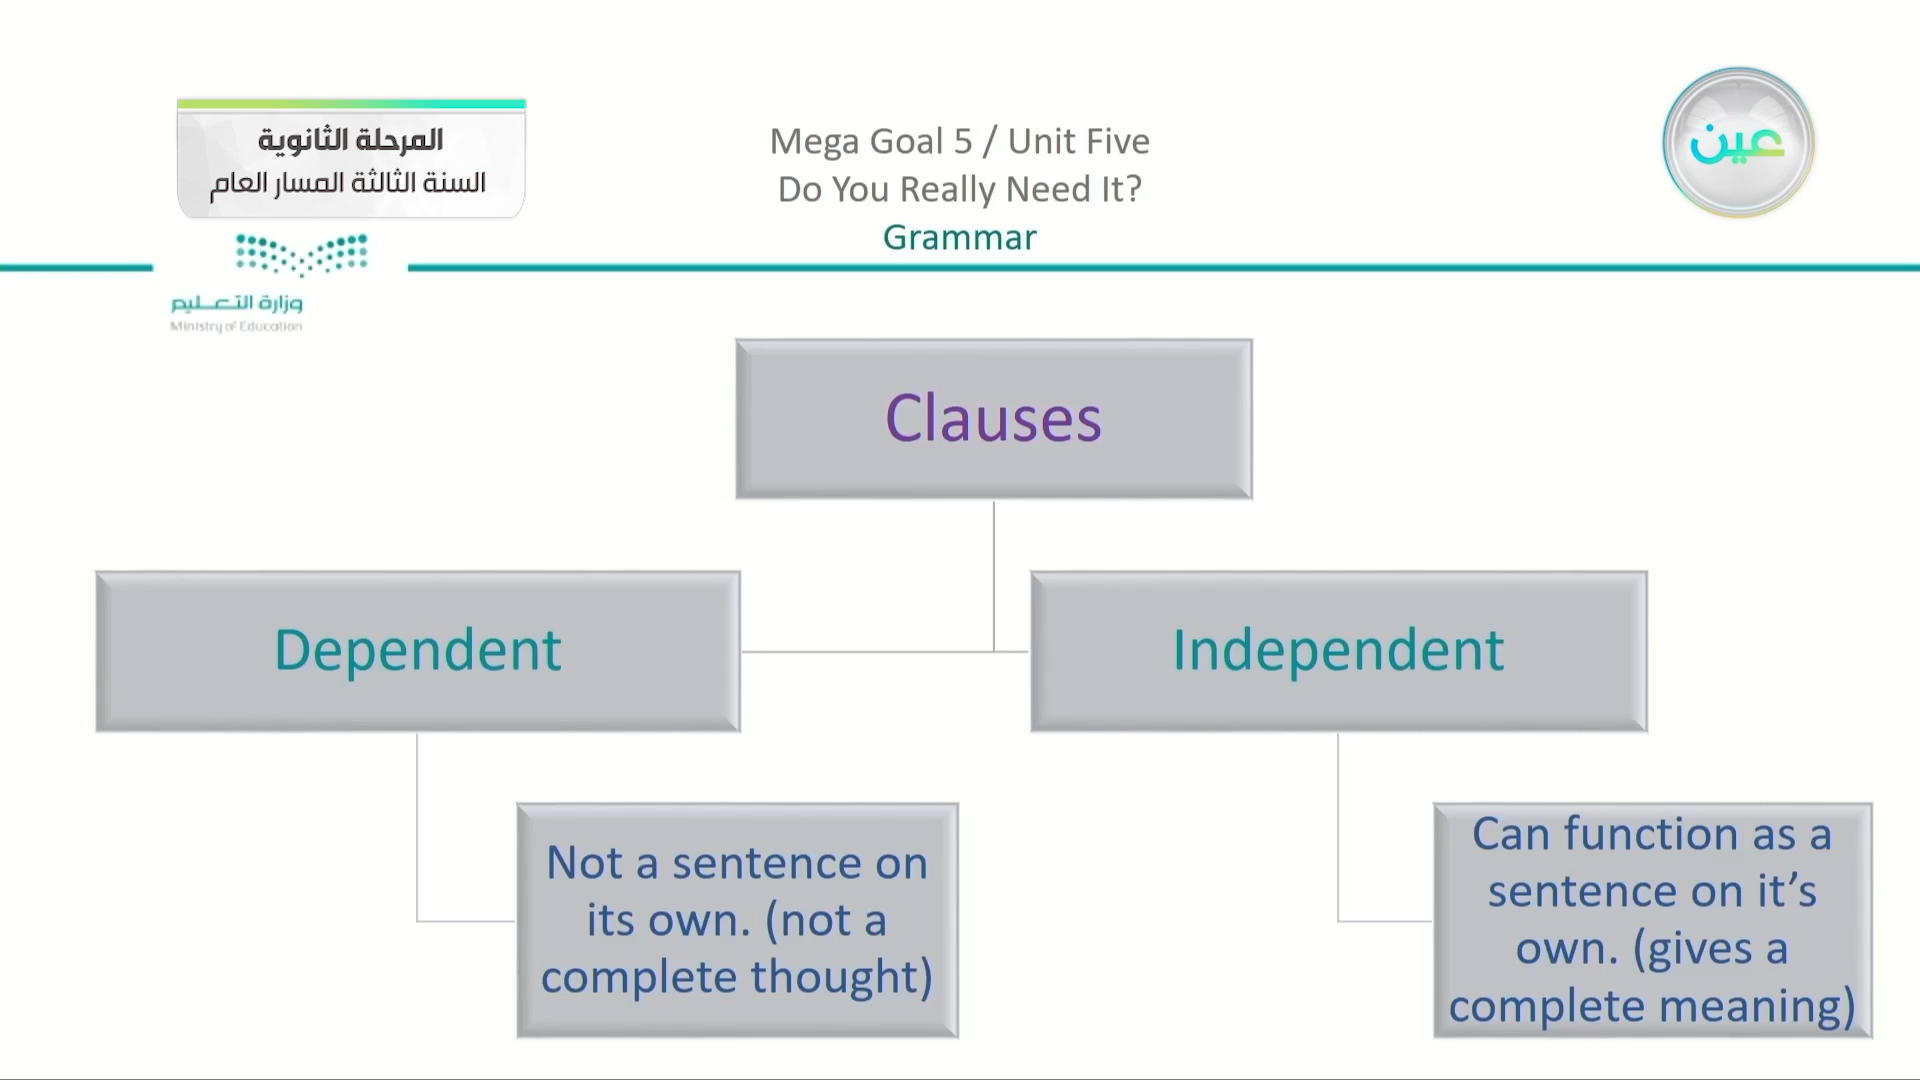 المرحلة الثانوية
السنة الثالثة المسار العام
Mega Goal 5 / Unit Five
Do You Really Need It?
Grammar
عين
وزارة التعليم
Ministry of Education
Clauses
Dependent
Independent
Not a sentence on
its own. (not a
complete thought)
Can function as a
sentence on it’s
own. (gives a
complete meaning)